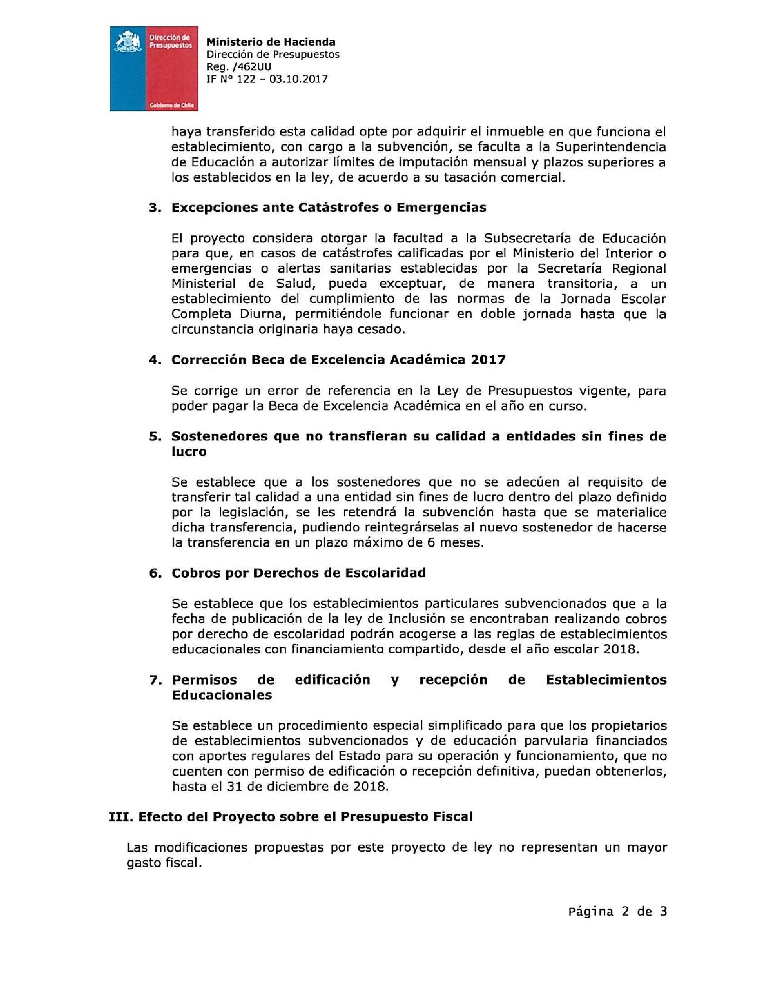 Dirección de
Presupuestos
Gobierno de Chile
Ministerio de Hacienda
Dirección de Presupuestos
Reg. /462UU
IF Nº 122 – 03.10.2017
haya transferido esta calidad opte por adquirir el inmueble en que funciona el
establecimiento, con cargo a la subvención, se faculta a la Superintendencia
de Educación a autorizar límites de imputación mensual y plazos superiores a
los establecidos en la ley, de acuerdo a su tasación comercial.
3. Excepciones ante Catástrofes o Emergencias
El proyecto considera otorgar la facultad a la Subsecretaría de Educación
para que, en casos de catástrofes calificadas por el Ministerio del Interior o
emergencias o alertas sanitarias establecidas por la Secretaría Regional
Ministerial de Salud, pueda exceptuar, de manera transitoria, a un
establecimiento del cumplimiento de las normas de la Jornada Escolar
Completa Diurna, permitiéndole funcionar en doble jornada hasta que la
circunstancia originaria haya cesado.
4. Corrección Beca de Excelencia Académica 2017
Se corrige un error de referencia en la Ley de Presupuestos vigente, para
poder pagar la Beca de Excelencia Académica en el año en curso.
5. Sostenedores que no transfieran su calidad a entidades sin fines de
lucro
Se establece que a los sostenedores que no se adecúen al requisito de
transferir tal calidad a una entidad sin fines de lucro dentro del plazo definido
por la legislación, se les retendrá la subvención hasta que se materialice
dicha transferencia, pudiendo reintegrárselas al nuevo sostenedor de hacerse
la transferencia en un plazo máximo de 6 meses.
6. Cobros por Derechos de Escolaridad
Se establece que los establecimientos particulares subvencionados que a la
fecha de publicación de la ley de Inclusión se encontraban realizando cobros
por derecho de escolaridad podrán acogerse a las reglas de establecimientos
educacionales con financiamiento compartido, desde el año escolar 2018.
7. Permisos de edificación y recepción de Establecimientos
Educacionales
Se establece un procedimiento especial simplificado para que los propietarios
de establecimientos subvencionados y de educación parvularia financiados
con aportes regulares del Estado para su operación y funcionamiento, que no
cuenten con permiso de edificación o recepción definitiva, puedan obtenerlos,
hasta el 31 de diciembre de 2018.
III. Efecto del Proyecto sobre el Presupuesto Fiscal
Las modificaciones propuestas por este proyecto de ley no representan un mayor
gasto fiscal.
Página 2 de 3